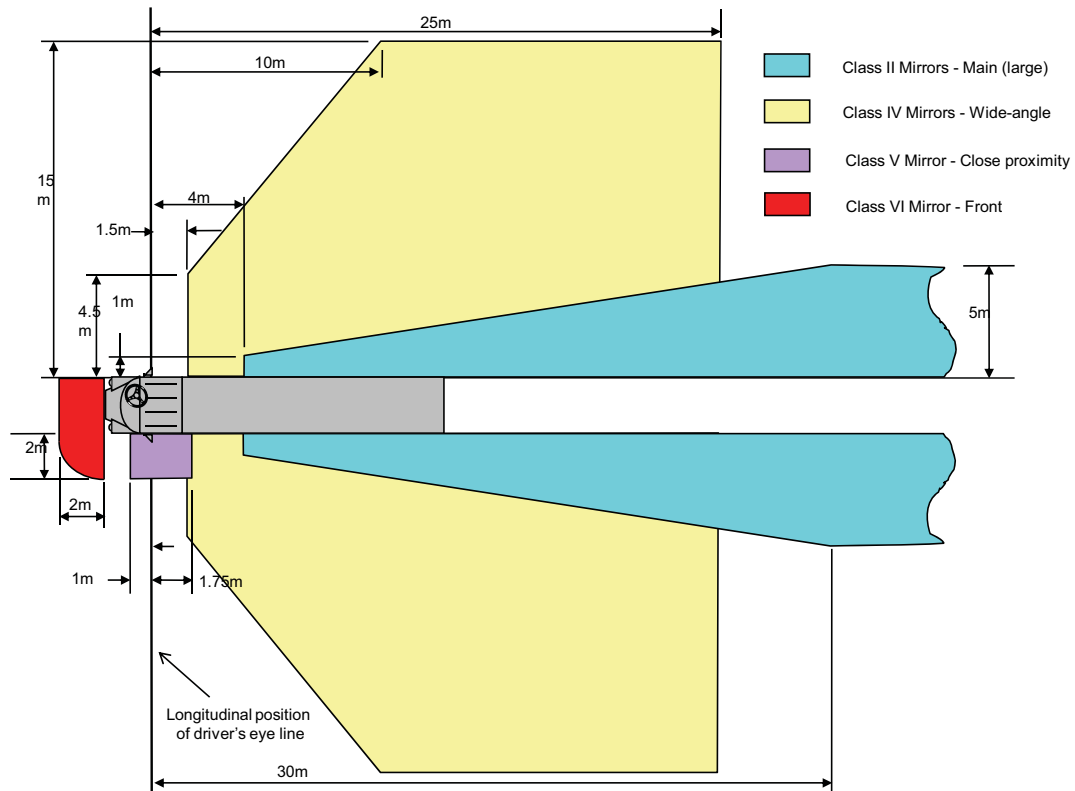 25m
10m
Class II Mirrors - Main (large)
Class IV Mirrors - Wide-angle
Class V Mirror - Close proximity
Class VI Mirror - Front
15
m
4m
1.5m
1m
4.5
m
5m
2m
2m
1m
1.75m
Longitudinal position
of driver's eye line
30m